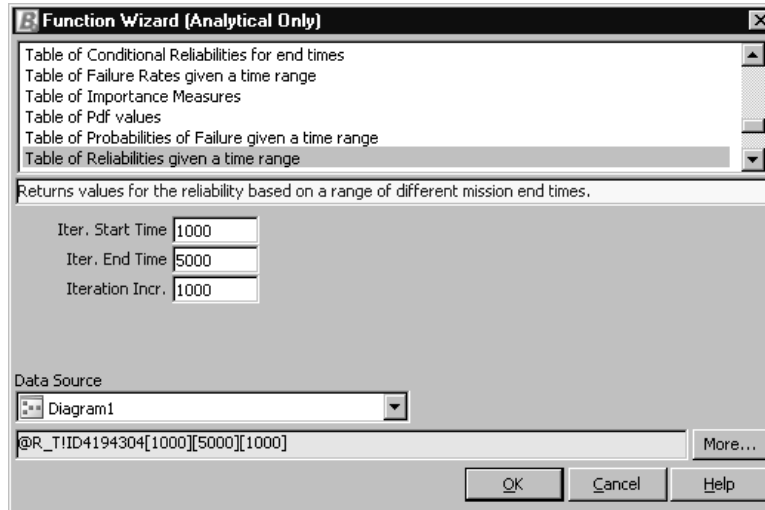 Function Wizard (Analytical Only)
Table of Conditional Reliabilities for end times
Table of Failure Rates given a time range
Table of Importance Measures
Table of Pdf values
Table of Probabilities of Failure given a time range
Table of Reliabilities given a time range
Returns values for the reliability based on a range of different mission end times.
Iter. Start Time 1000
Iter. End Time 5000
Iteration Incr. 1000
Data Source
Diagram1
@R_T!ID4194304[1000][5000][1000] More...
OK Cancel Help